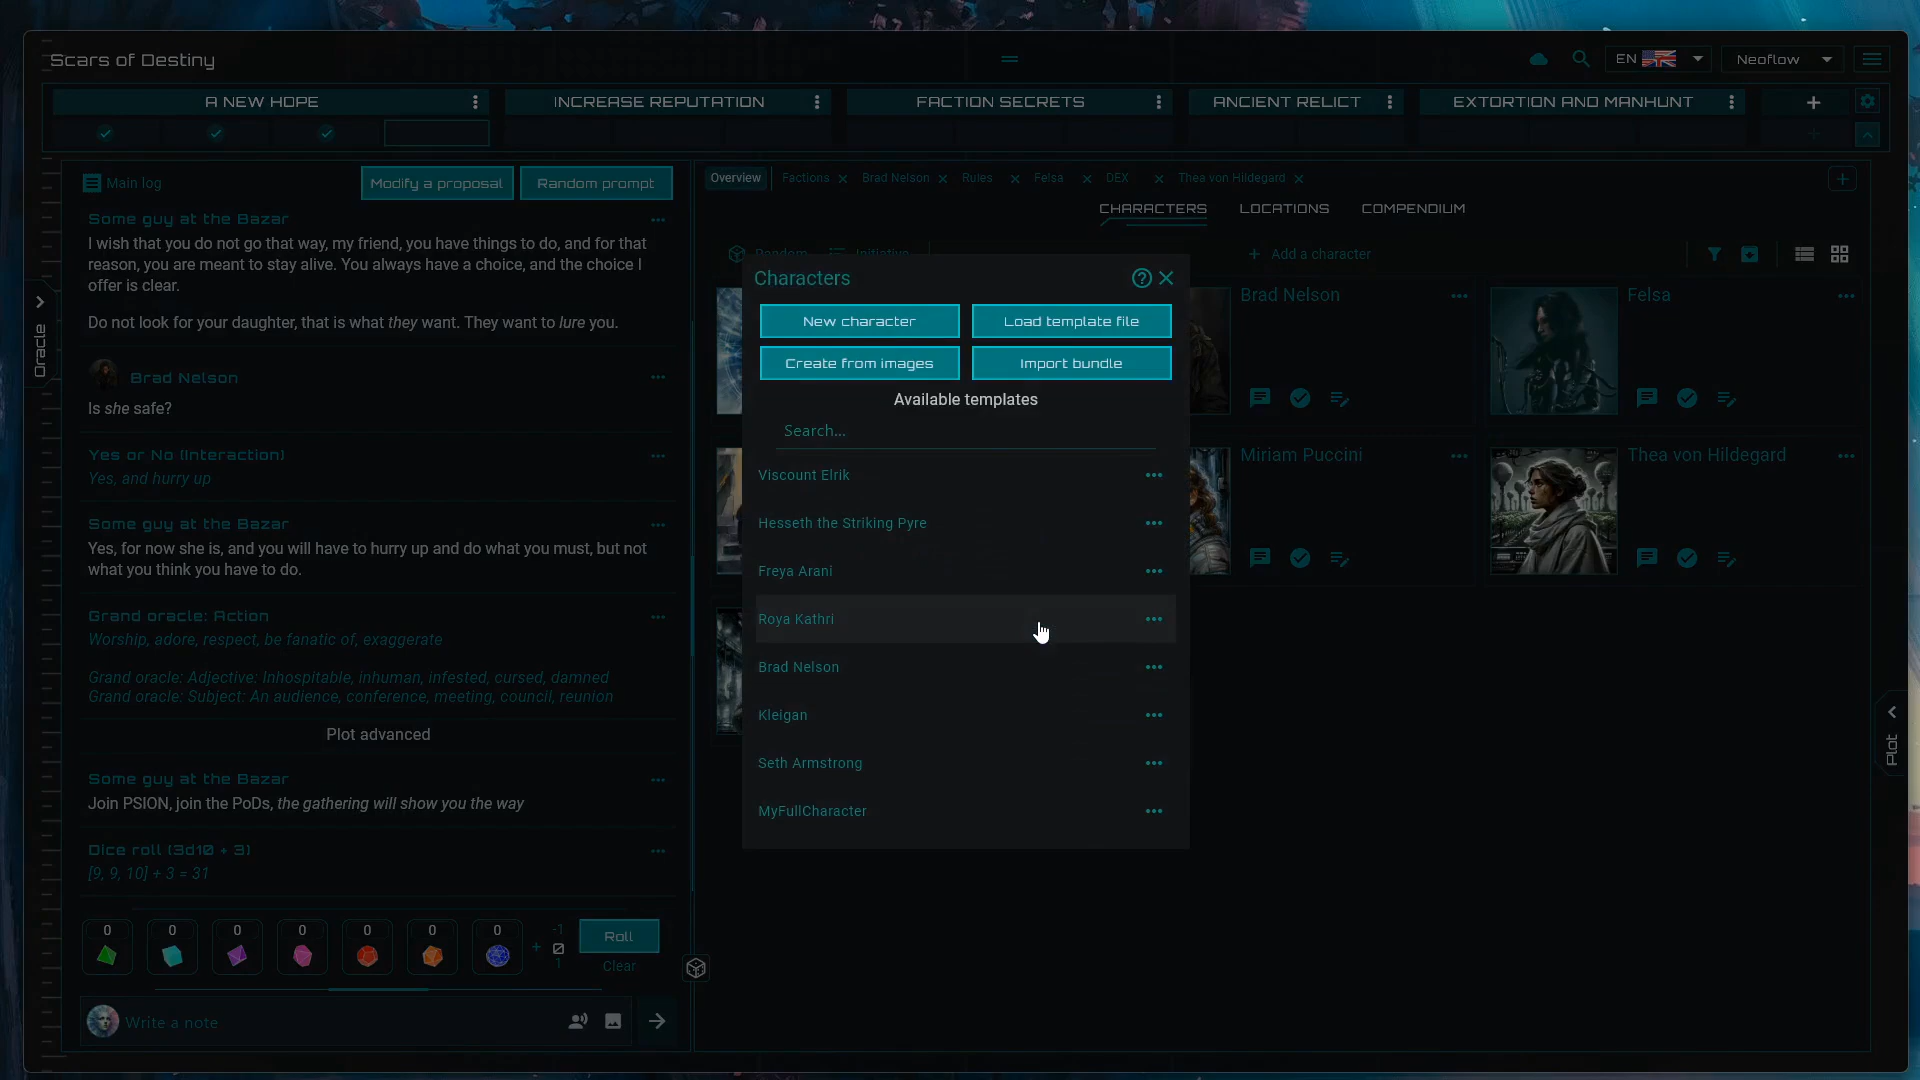 Scars of Destiny
EN
Neoflow
A NEW HOPE
INCREASE REPUTATION
FACTION SECRETS
ANCIENT RELICT
EXTORTION AND MANHUNT
Main log
Modify a proposal
Random prompt
Some guy at the Bazar
I wish that you do not go that way, my friend, you have things to do, and for that
reason, you are meant to stay alive. You always have a choice, and the choice I
offer is clear.
Do not look for your daughter, that is what they want. They want to lure you.
Brad Nelson
Is she safe?
Yes or No (Interaction)
Yes, and hurry up
Some guy at the Bazar
Yes, for now she is, and you will have to hurry up and do what you must, but not
what you think you have to do.
Grand oracle: Action
Worship, adore, respect, be fanatic of, exaggerate
Grand oracle: Adjective: Inhospitable, inhuman, infested, cursed, damned
Grand oracle: Subject: An audience, conference, meeting, council, reunion
Plot advanced
Some guy at the Bazar
Join PSION, join the PoDs, the gathering will show you the way
Dice roll (3d10 + 3)
[9, 9, 10] + 3 = 31
0
0
0
0
0
0
0
+
-1
1
Roll
Clear
Write a note
Oracle
Overview
Factions
Brad Nelson
Rules
Felsa
DEX
Thea von Hildegard
CHARACTERS
LOCATIONS
COMPENDIUM
Random
Initiative
+ Add a character
Brad Nelson
Felsa
Miriam Puccini
Thea von Hildegard
Characters
New character
Load template file
Create from images
Import bundle
Available templates
Search...
Viscount Elrik
Hesseth the Striking Pyre
Freya Arani
Roya Kathri
Brad Nelson
Kleigan
Seth Armstrong
MyFullCharacter
Plot